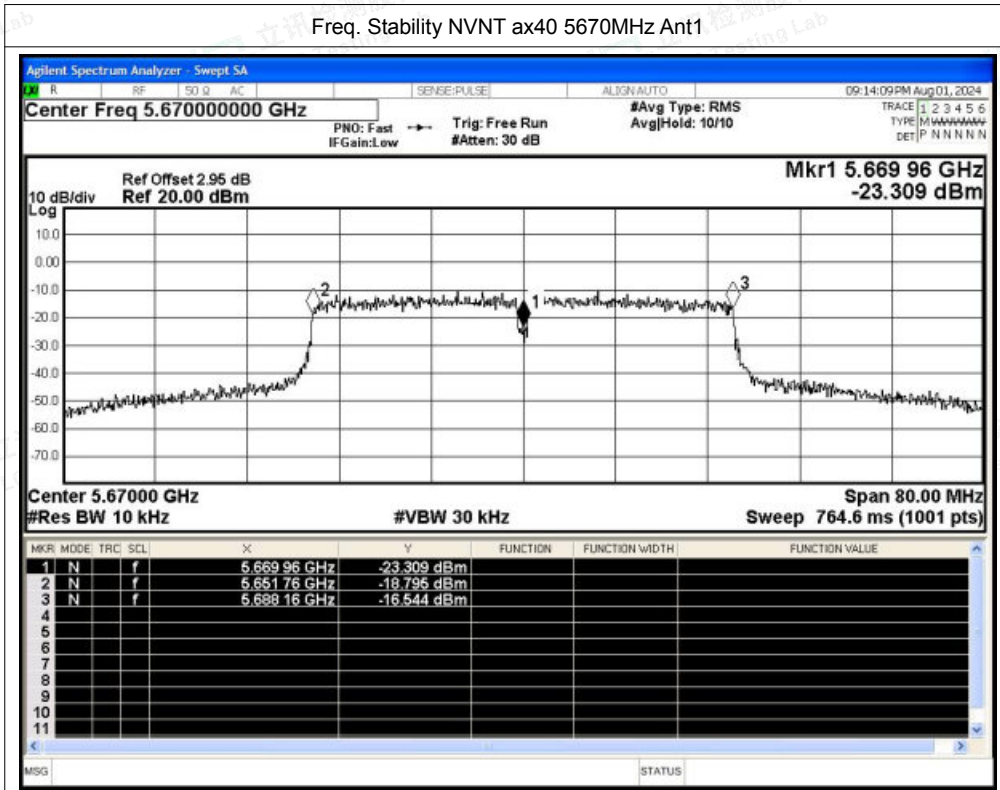 Freq. Stability NVNT ax40 5670MHz Ant1
Agilent Spectrum Analyzer - Swept SA
LXI R RF 50 Ω AC SENSE:PULSE ALIGN AUTO 09:14:09 PM Aug 01, 2024
Center Freq 5.670000000 GHz #Avg Type: RMS TRACE 1 2 3 4 5 6
PNO: Fast Trig: Free Run Avg|Hold: 10/10 TYPE M WWWWW
IFGain:Low #Atten: 30 dB DET P N N N N N
Mkr1 5.669 96 GHz
-23.309 dBm
Ref Offset 2.95 dB
10 dB/div Ref 20.00 dBm
Log
10.0
0.00
-10.0
-20.0
-30.0
-40.0
-50.0
-60.0
-70.0
2 1 3
Center 5.67000 GHz Span 80.00 MHz
#Res BW 10 kHz #VBW 30 kHz Sweep 764.6 ms (1001 pts)
MKR MODE TRC SCL X Y FUNCTION FUNCTION WIDTH FUNCTION VALUE
1 N f 5.669 96 GHz -23.309 dBm
2 N f 5.651 76 GHz -18.795 dBm
3 N f 5.688 16 GHz -16.544 dBm
4
5
6
7
8
9
10
11
MSG STATUS